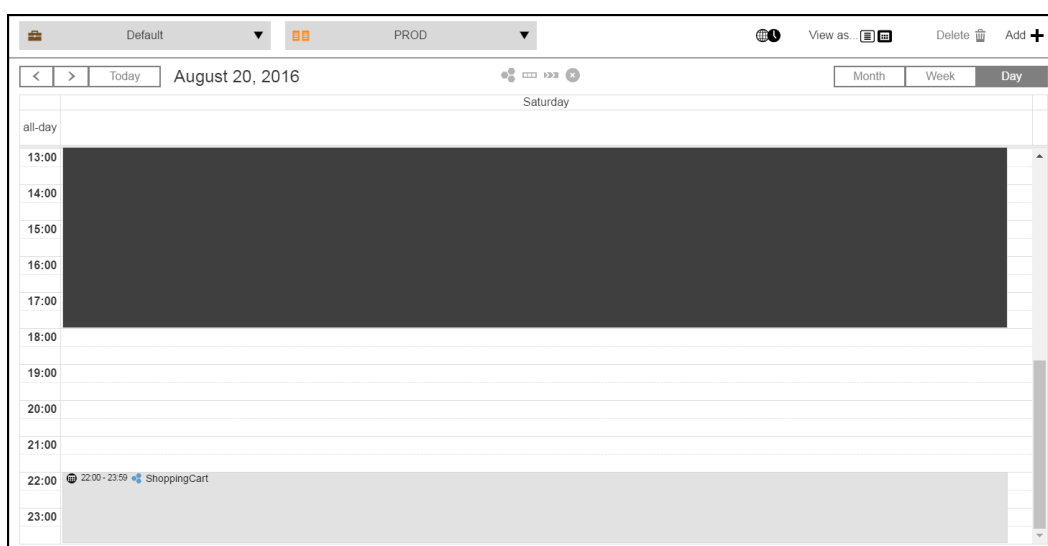 Default PROD View as... Delete Add
Today August 20, 2016 Month Week Day
Saturday
all-day
13:00
14:00
15:00
16:00
17:00
18:00
19:00
20:00
21:00
22:00 22:00 - 23:59 ShoppingCart
23:00